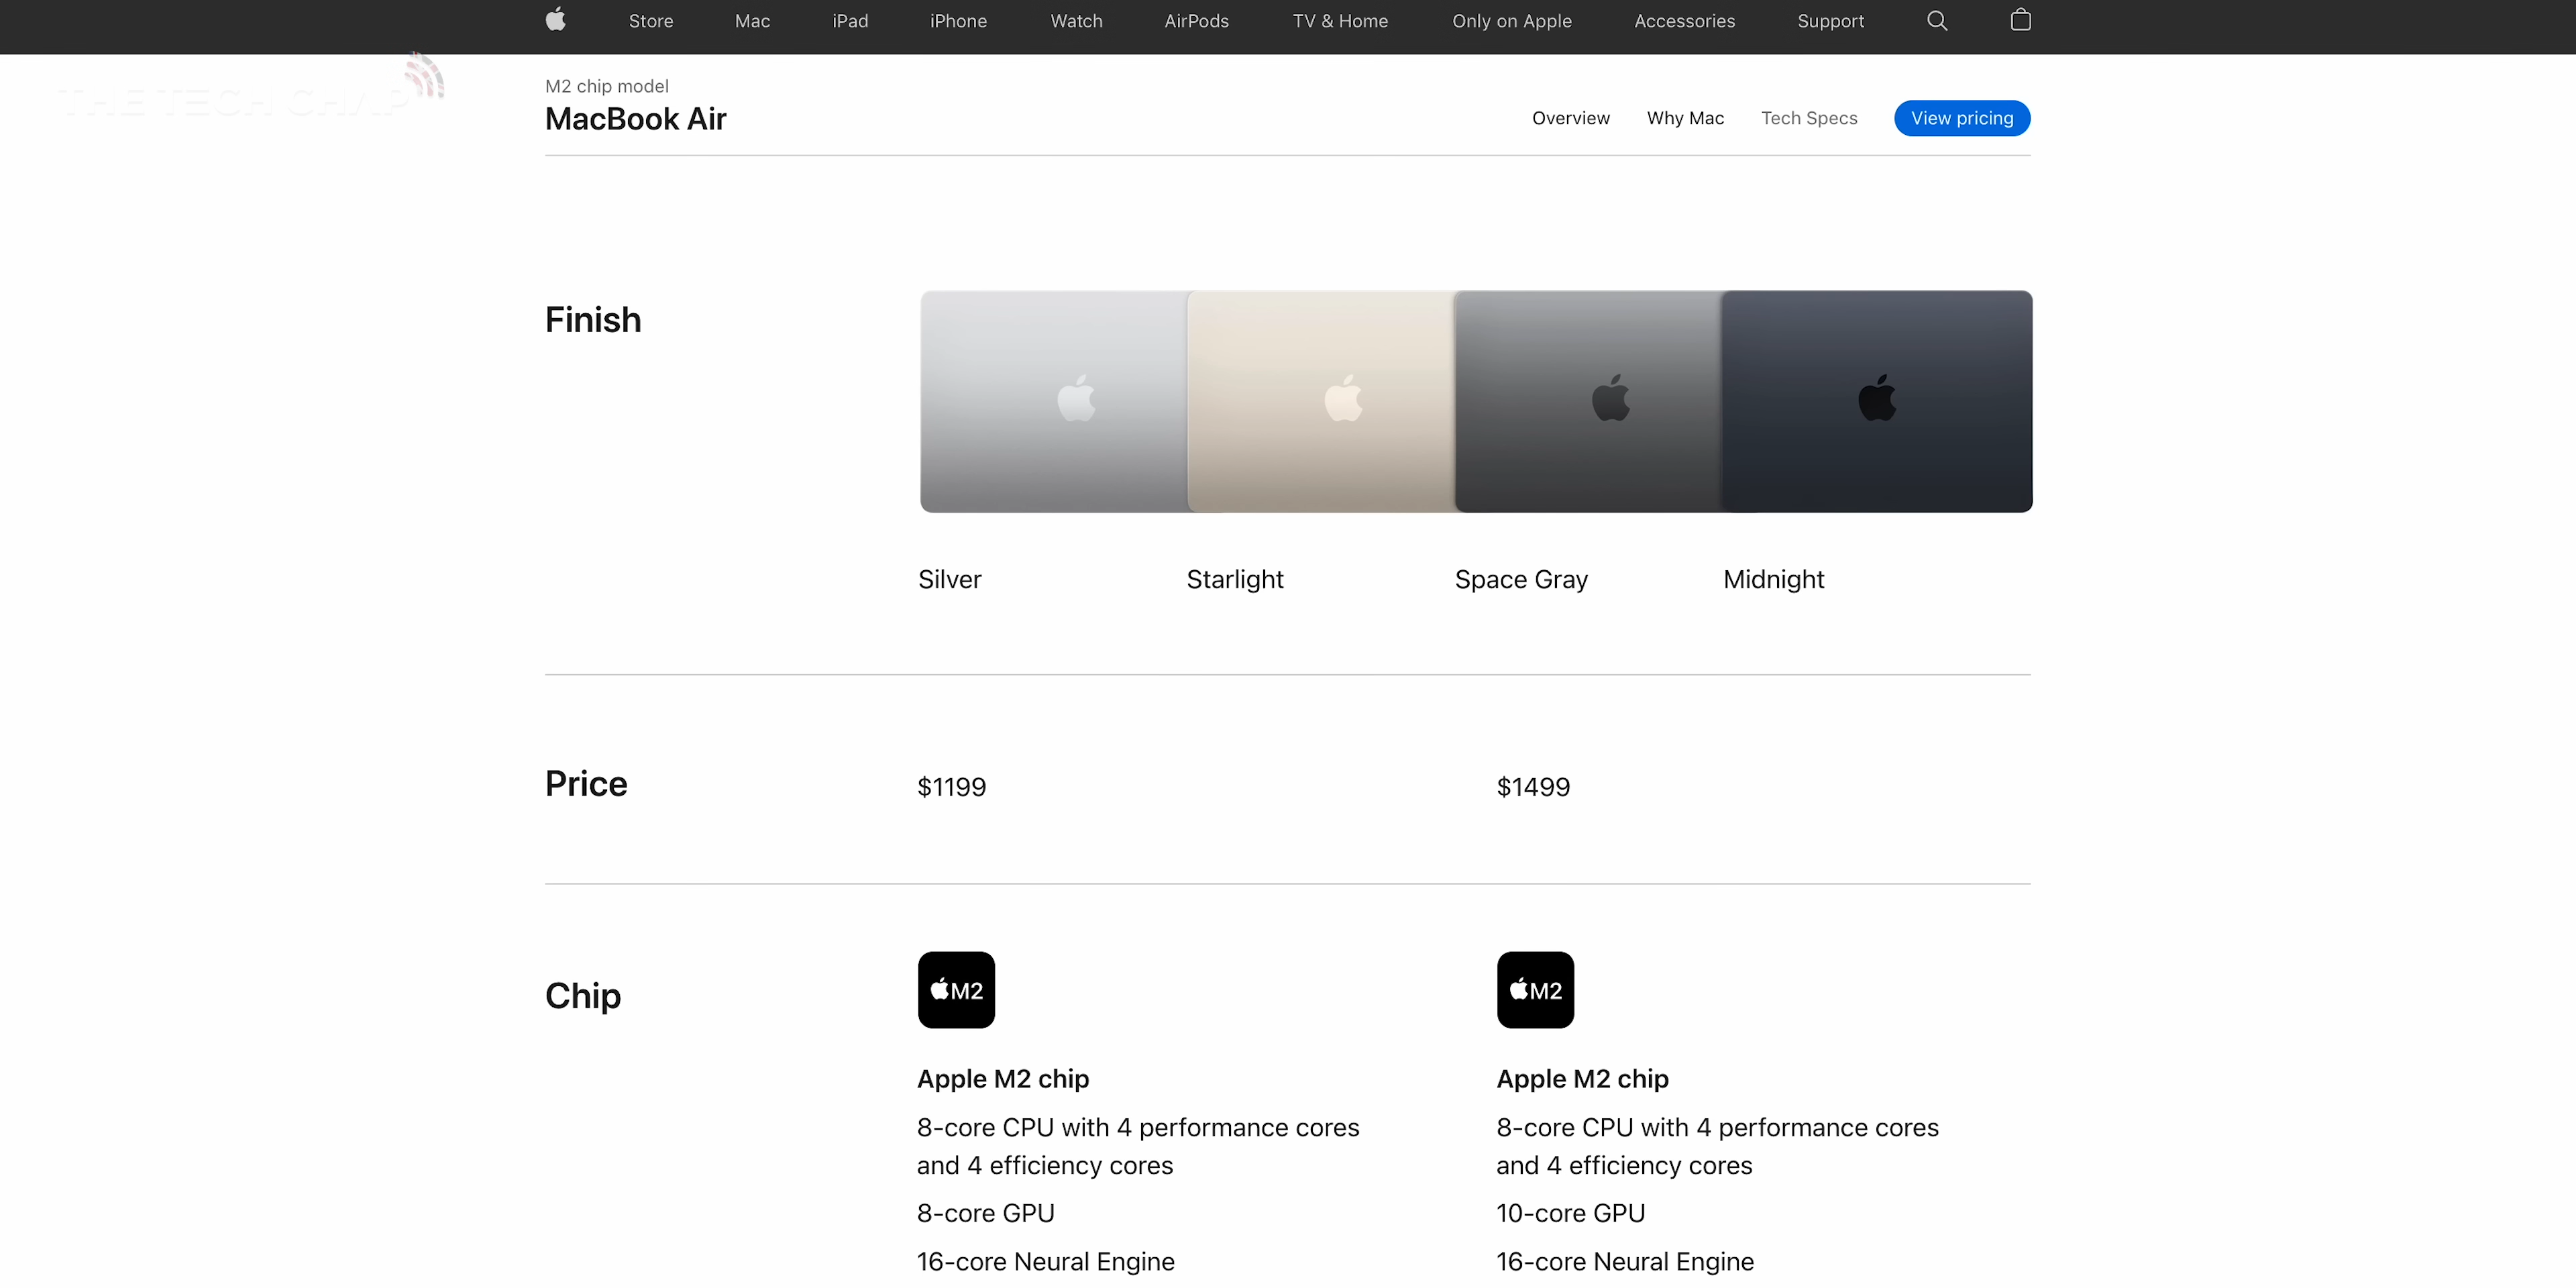 Store Mac iPad iPhone Watch AirPods TV & Home Only on Apple Accessories Support
THE TECH CHAP
M2 chip model
MacBook Air
Overview Why Mac Tech Specs View pricing
Finish
Silver Starlight Space Gray Midnight
Price $1199 $1499
Chip
M2 M2
Apple M2 chip
8-core CPU with 4 performance cores
and 4 efficiency cores
8-core GPU
16-core Neural Engine
Apple M2 chip
8-core CPU with 4 performance cores
and 4 efficiency cores
10-core GPU
16-core Neural Engine